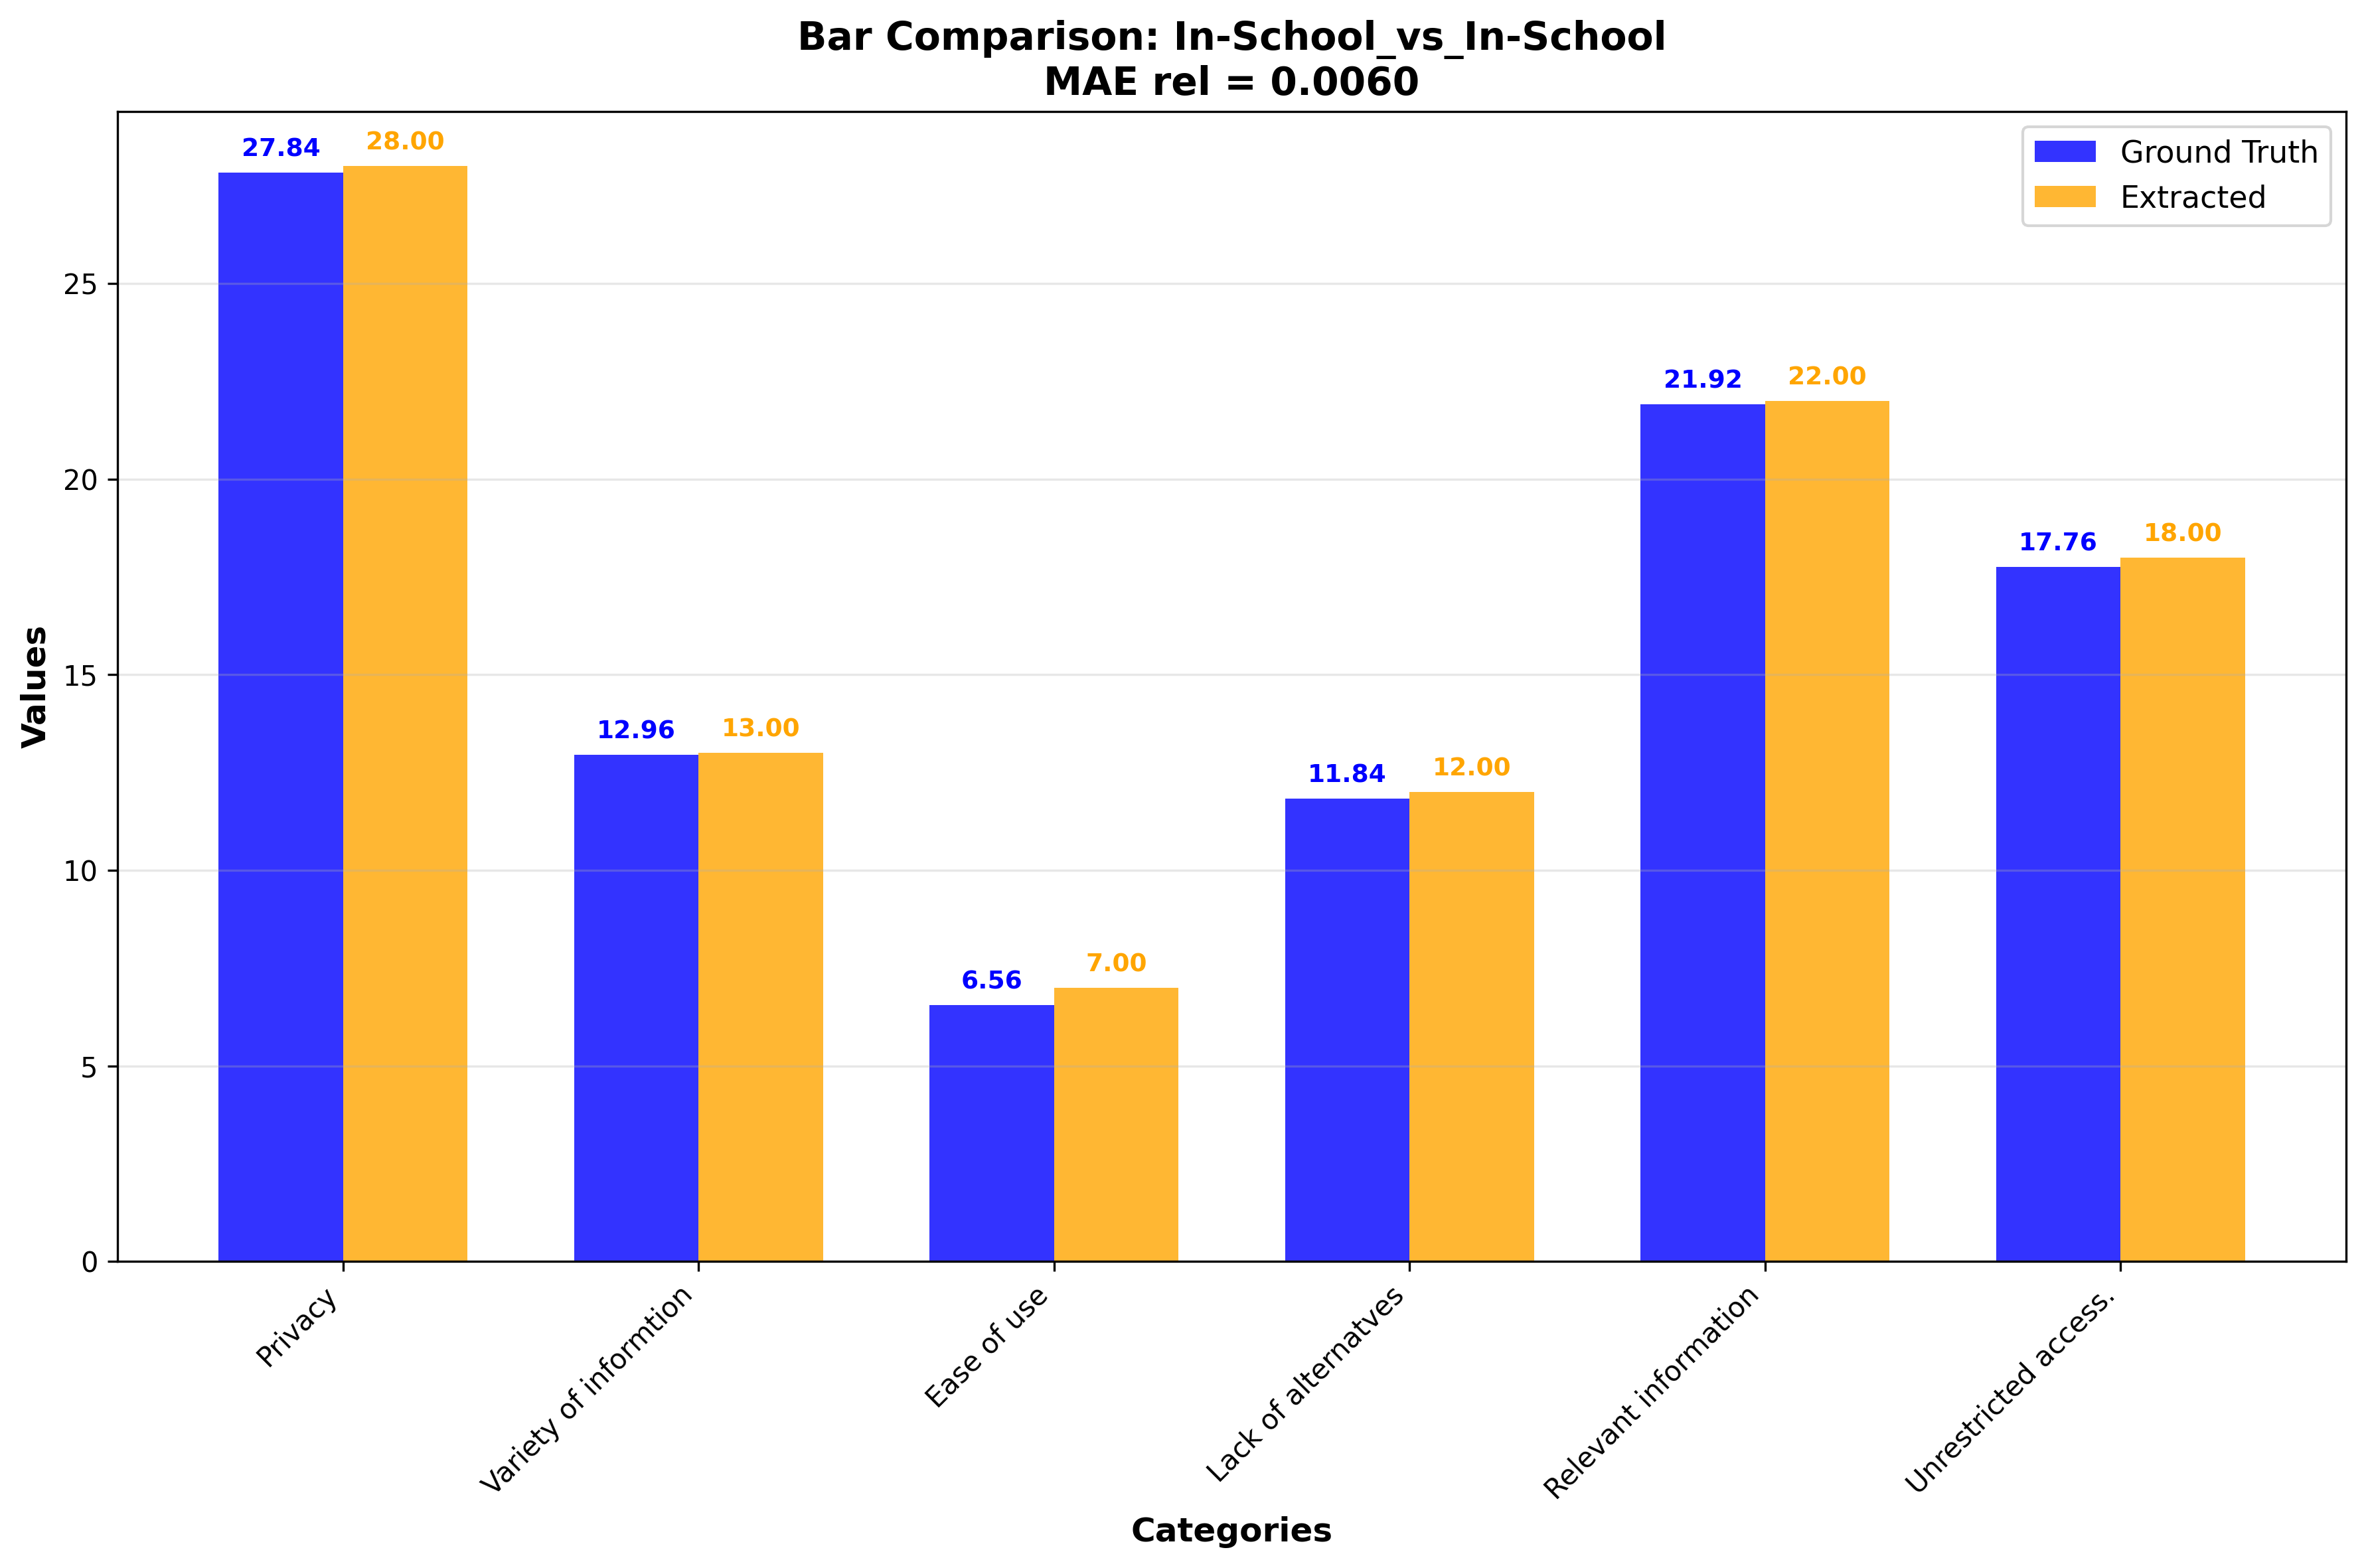 Bar Comparison: In-School_vs_In-School
MAE rel = 0.0060
Ground Truth
Extracted
27.84
28.00
12.96
13.00
6.56
7.00
11.84
12.00
21.92
22.00
17.76
18.00
25
20
15
10
5
0
Values
Privacy
Variety of informtion
Ease of use
Lack of alternatves
Relevant information
Unrestricted access.
Categories